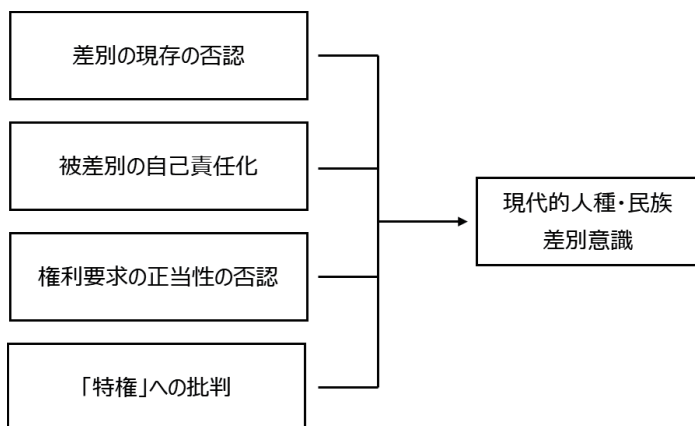 差別の現存の否認
被差別の自己責任化
権利要求の正当性の否認
「特権」への批判
現代的人種・民族
差別意識